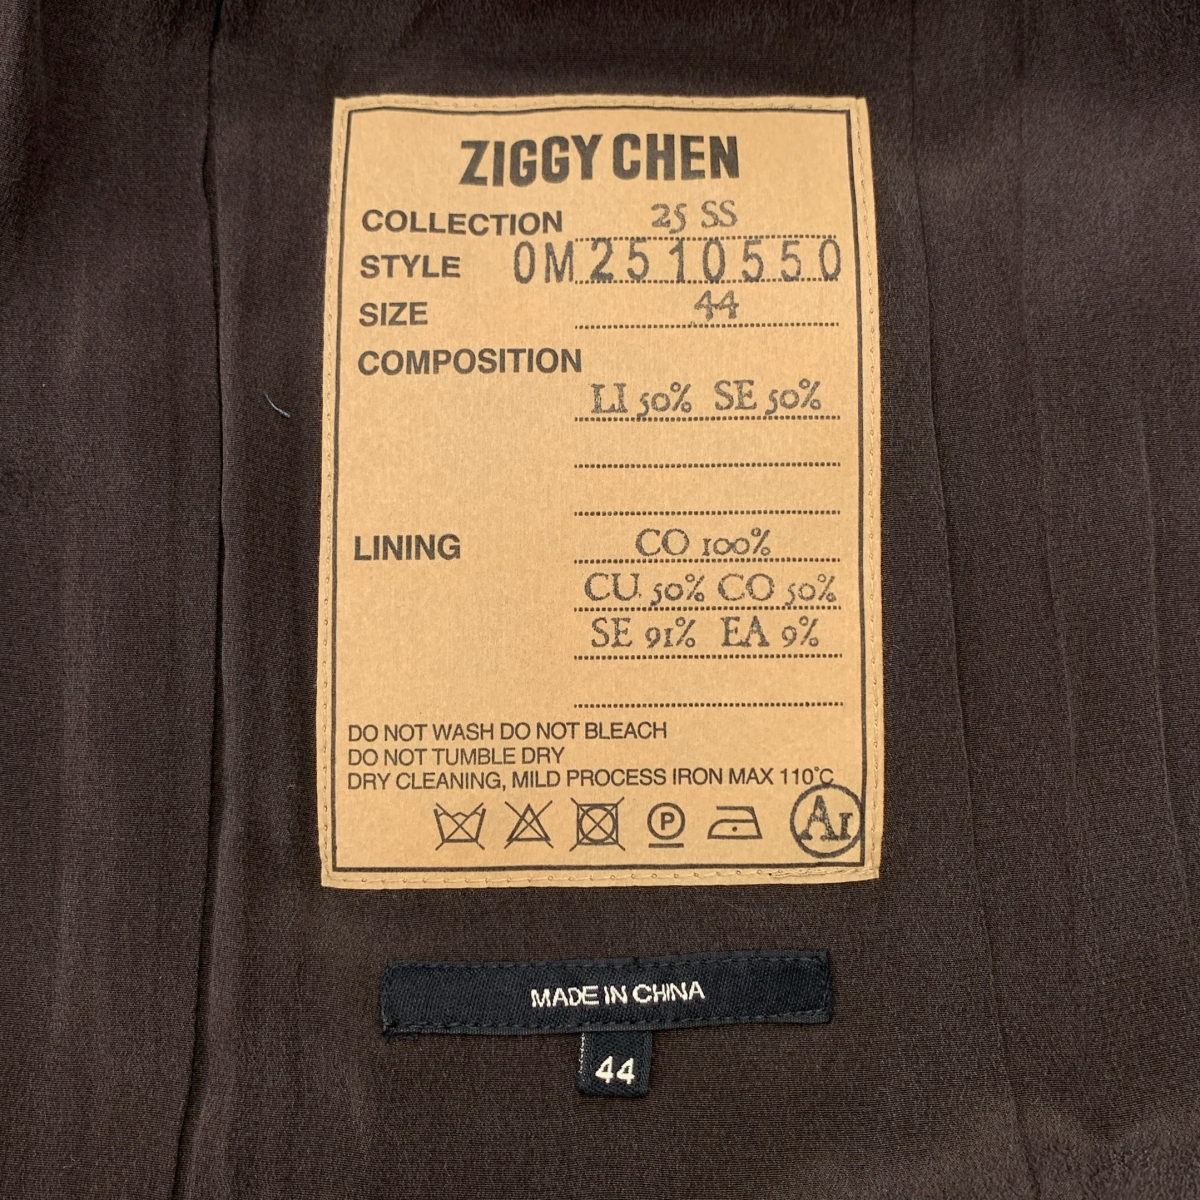 ZIGGY CHEN
COLLECTION 25 SS
STYLE 0M2510550
SIZE 44
COMPOSITION
LI 50% SE 50%
LINING CO 100%
CU 50% CO 50%
SE 91% EA 9%
DO NOT WASH DO NOT BLEACH
DO NOT TUMBLE DRY
DRY CLEANING, MILD PROCESS IRON MAX 110°C
P
Ar
MADE IN CHINA
44